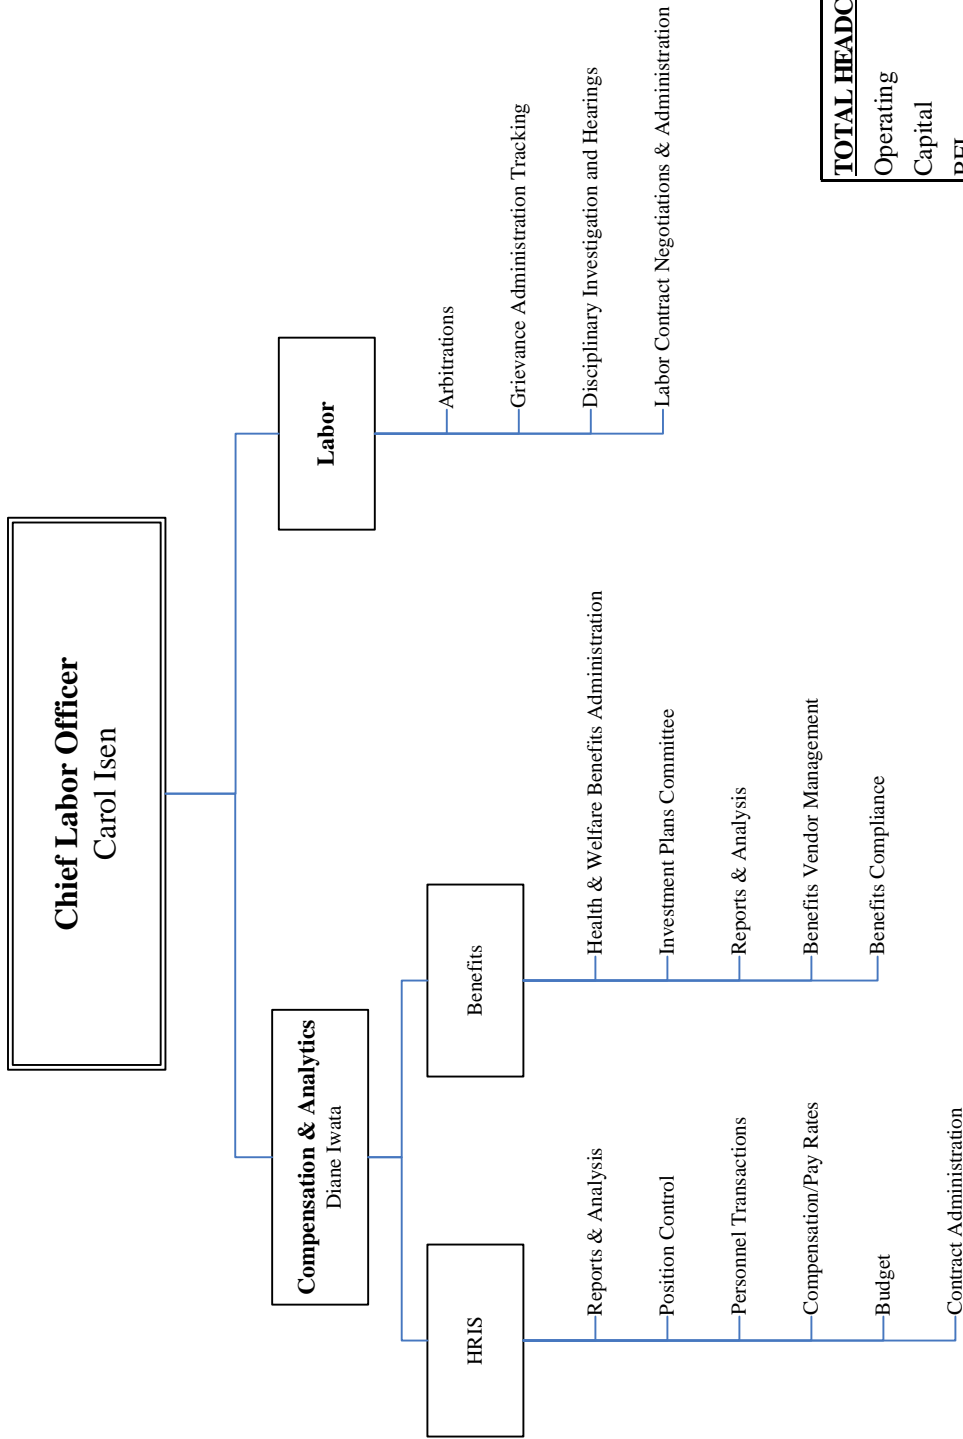 Chief Labor Officer
Carol Isen
Compensation & Analytics
Diane Iwata
HRIS
Reports & Analysis
Position Control
Personnel Transactions
Compensation/Pay Rates
Budget
Contract Administration
Benefits
Health & Welfare Benefits Administration
Investment Plans Committee
Reports & Analysis
Benefits Vendor Management
Benefits Compliance
Labor
Arbitrations
Grievance Administration Tracking
Disciplinary Investigation and Hearings
Labor Contract Negotiations & Administration
TOTAL HEADC
Operating
Capital